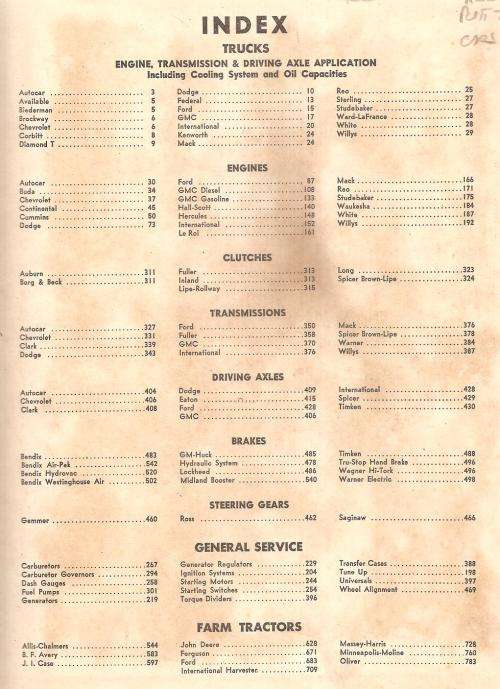 INDEX
TRUCKS
ENGINE, TRANSMISSION & DRIVING AXLE APPLICATION
Including Cooling System and Oil Capacities
Autocar 3
Available 5
Biederman 5
Brockway 6
Chevrolet 6
Corbitt 8
Diamond T 9
Dodge 10
Federal 13
Ford 15
GMC 17
International 20
Kenworth 24
Mack 24
Reo 25
Sterling 27
Studebaker 27
Ward-LaFrance 28
White 28
Willys 29
ENGINES
Autocar 30
Buda 34
Chevrolet 37
Continental 45
Cummins 50
Dodge 73
Ford 87
GMC Diesel 108
GMC Gasoline 133
Hall-Scott 140
Hercules 148
International 152
Le Roi 161
Mack 166
Reo 171
Studebaker 175
Waukesha 184
White 187
Willys 192
CLUTCHES
Auburn 311
Borg & Beck 311
Fuller 313
Inland 313
Lipe-Rollway 315
Long 323
Spicer Brown-Lipe 324
TRANSMISSIONS
Autocar 327
Chevrolet 331
Clark 339
Dodge 343
Ford 350
Fuller 358
GMC 370
International 376
Mack 376
Spicer Brown-Lipe 378
Warner 384
Willys 387
DRIVING AXLES
Autocar 404
Chevrolet 406
Clark 408
Dodge 409
Eaton 415
Ford 428
GMC 406
International 428
Spicer 429
Timken 430
BRAKES
Bendix 483
Bendix Air-Pak 542
Bendix Hydrovac 520
Bendix Westinghouse Air 502
GM-Huck 485
Hydraulic System 478
Lockheed 486
Midland Booster 540
Timken 488
Tru-Stop Hand Brake 496
Wagner Hi-Tork 496
Warner Electric 498
STEERING GEARS
Gemmer 460
Ross 462
Saginaw 466
GENERAL SERVICE
Carburetors 267
Carburetor Governors 294
Dash Gauges 258
Fuel Pumps 301
Generators 219
Generator Regulators 229
Ignition Systems 204
Starting Motors 244
Starting Switches 254
Torque Dividers 396
Transfer Cases 388
Tune Up 198
Universals 397
Wheel Alignment 469
FARM TRACTORS
Allis-Chalmers 544
B. F. Avery 583
J. I. Case 597
John Deere 628
Ferguson 671
Ford 683
International Harvester 709
Massey-Harris 728
Minneapolis-Moline 760
Oliver 783